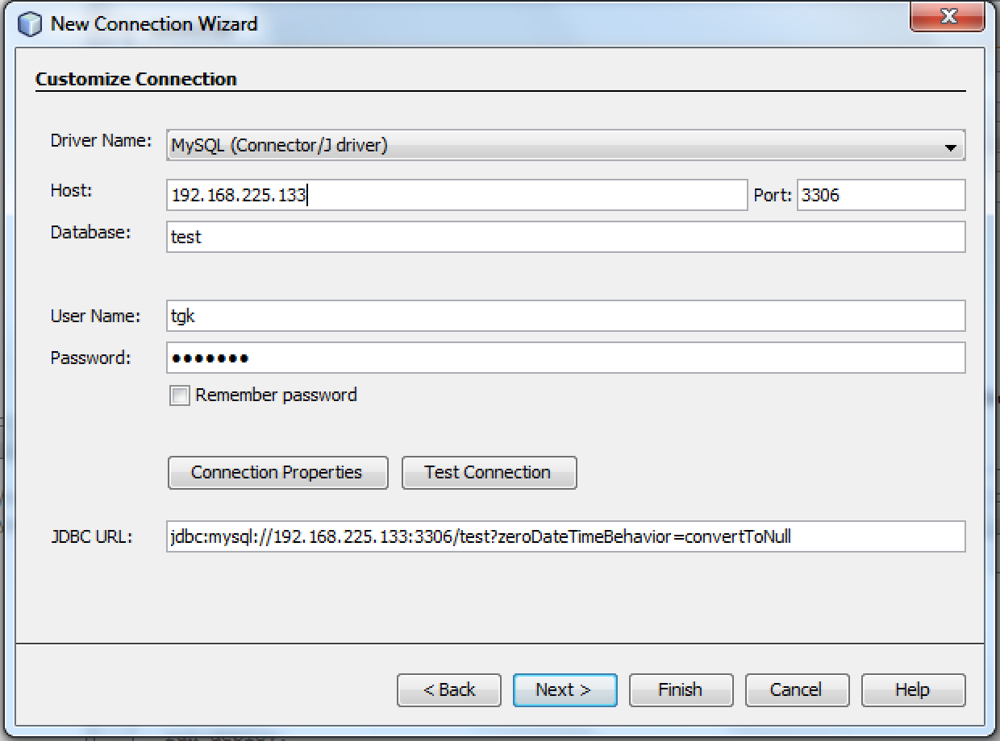 New Connection Wizard
Customize Connection
Driver Name: MySQL (Connector/J driver)
Host: 192.168.225.133 Port: 3306
Database: test
User Name: tgk
Password: •••••••
Remember password
Connection Properties Test Connection
JDBC URL: jdbc:mysql://192.168.225.133:3306/test?zeroDateTimeBehavior=convertToNull
< Back Next > Finish Cancel Help